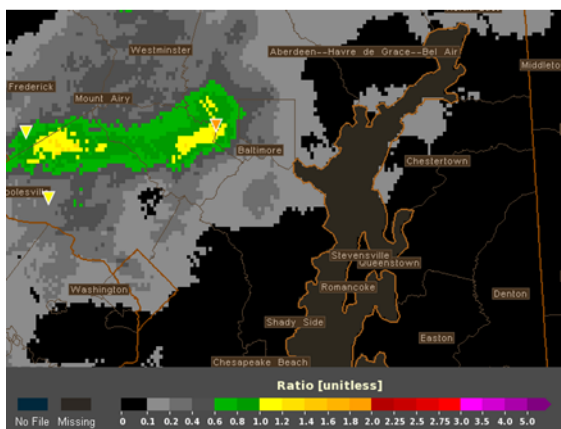 Westminster
Aberdeen--Havre de Grace--Bel Air
Middleto
Frederick
Mount Airy
Baltimore
Chestertown
oolesville
Stevensville
Queenstown
Washington
Romancoke
Denton
Shady Side
Easton
Chesapeake Beach
Ratio [unitless]
No File Missing 0 0.1 0.2 0.4 0.6 0.8 1.0 1.2 1.4 1.6 1.8 2.0 2.25 2.5 2.75 3.0 3.5 4.0 5.0